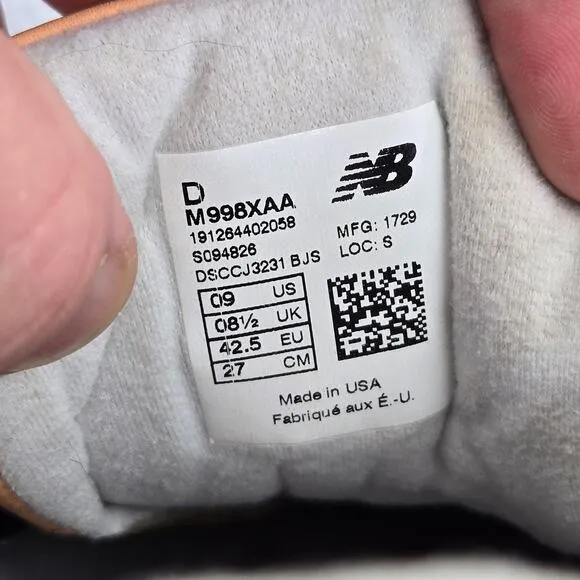 D
NB
M998XAA
191264402058
S094826
DSCCJ3231 BJS
MFG: 1729
LOC: S
09 US
08½ UK
42.5 EU
27 CM
Made in USA
Fabriqué aux É.-U.